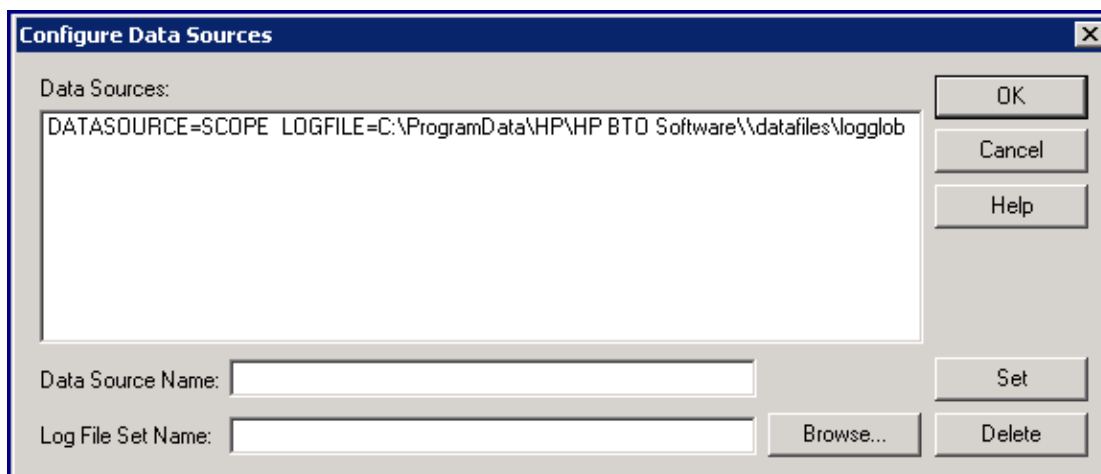 Configure Data Sources
Data Sources:
OK
DATASOURCE=SCOPE LOGFILE=C:\ProgramData\HP\HP BTO Software\\datafiles\logglob
Cancel
Help
Data Source Name:
Set
Log File Set Name:
Browse...
Delete